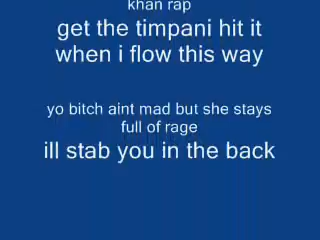 khan rap
get the timpani hit it
when i flow this way
yo bitch aint mad but she stays
full of rage
ill stab you in the back